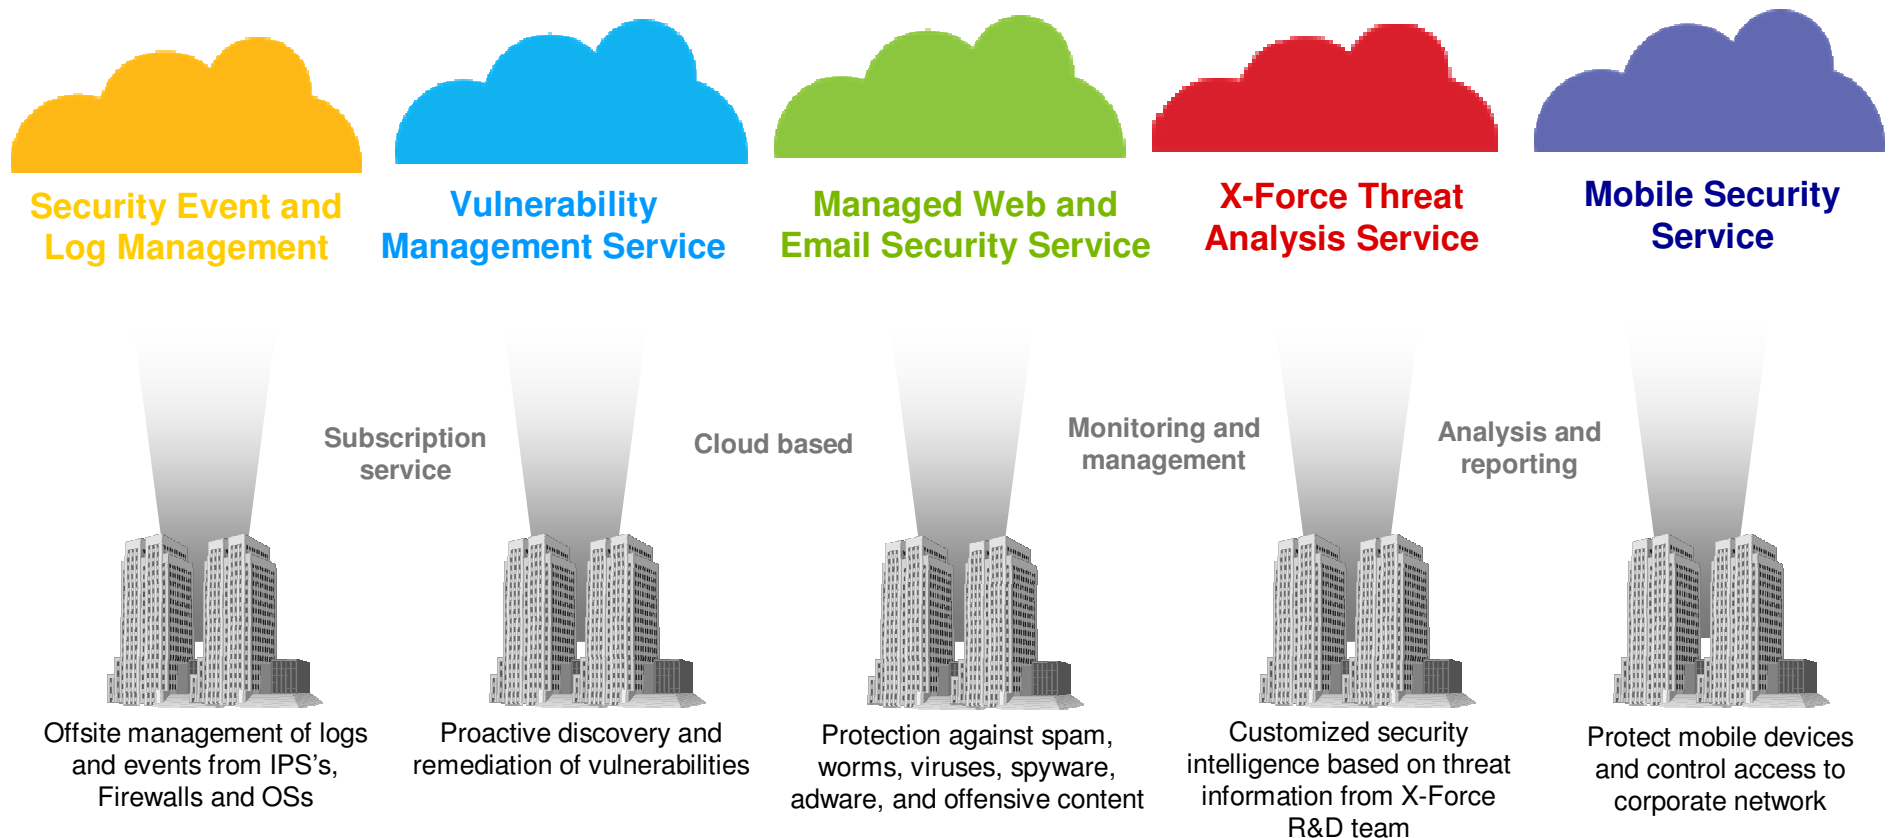 Security Event and
Log Management
Vulnerability
Management Service
Managed Web and
Email Security Service
X-Force Threat
Analysis Service
Mobile Security
Service
Subscription
service
Cloud based
Monitoring and
management
Analysis and
reporting
Offsite management of logs
and events from IPS's,
Firewalls and OSs
Proactive discovery and
remediation of vulnerabilities
Protection against spam,
worms, viruses, spyware,
adware, and offensive content
Customized security
intelligence based on threat
information from X-Force
R&D team
Protect mobile devices
and control access to
corporate network